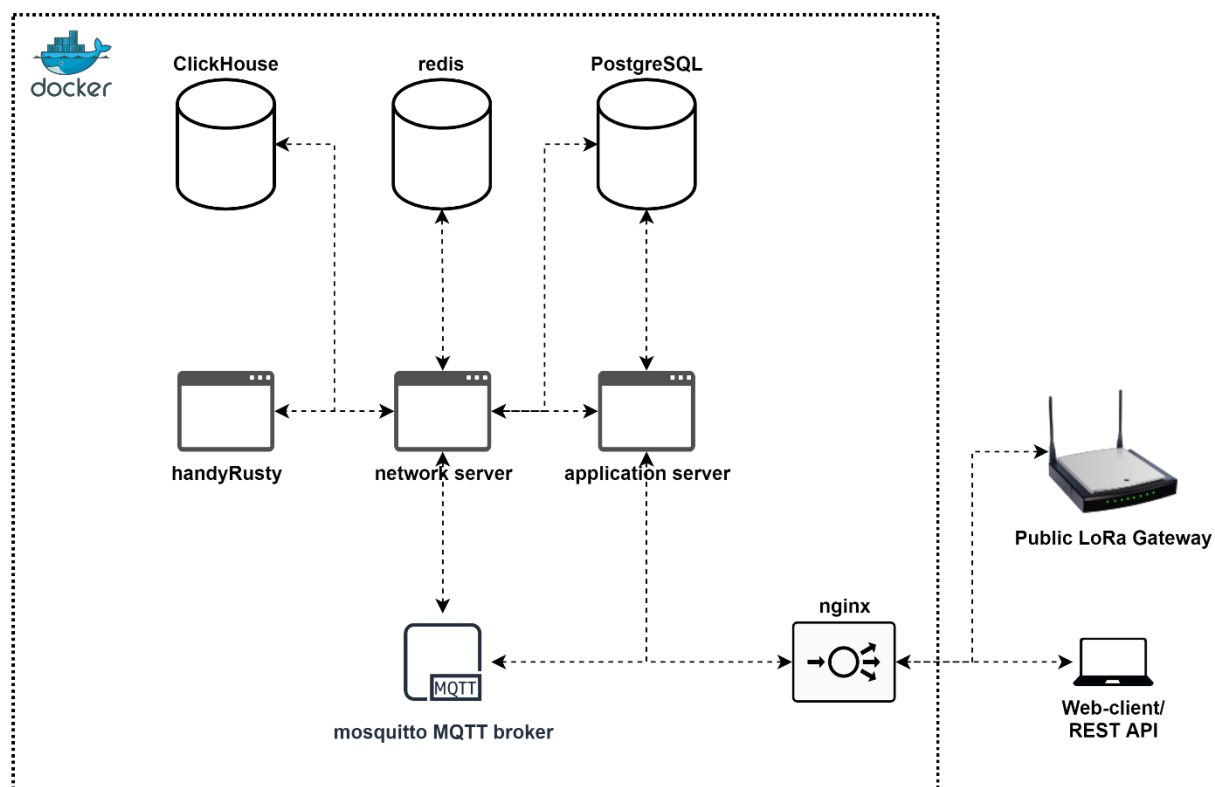 docker
ClickHouse
redis
PostgreSQL
handyRusty
network server
application server
Public LoRa Gateway
nginx
MQTT
mosquitto MQTT broker
Web-client/
REST API